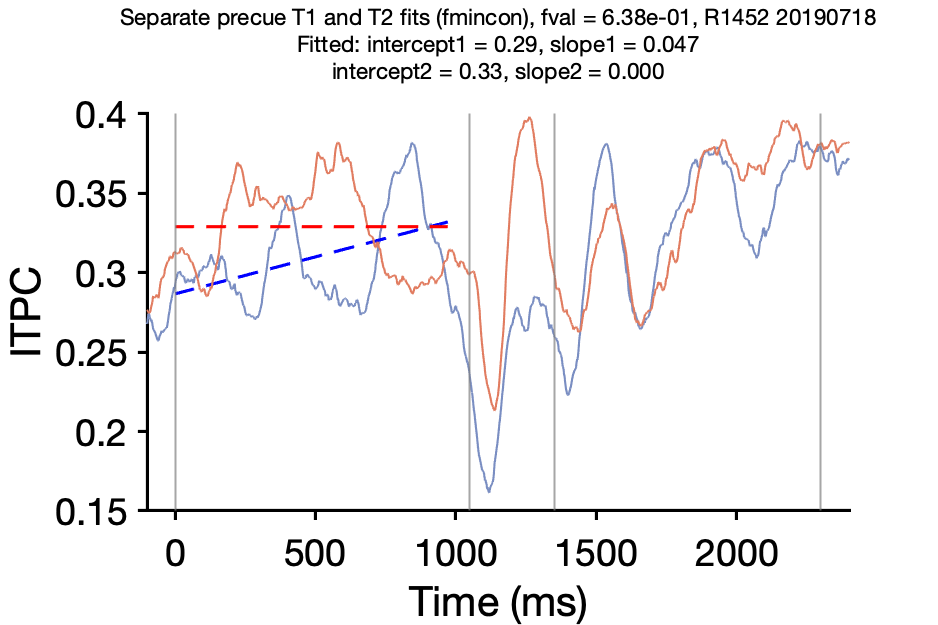 Separate precue T1 and T2 fits (fmincon), fval = 6.38e-01, R1452 20190718
Fitted: intercept1 = 0.29, slope1 = 0.047
intercept2 = 0.33, slope2 = 0.000
0.4
0.35
0.3
0.25
0.2
0.15
ITPC
0 500 1000 1500 2000
Time (ms)